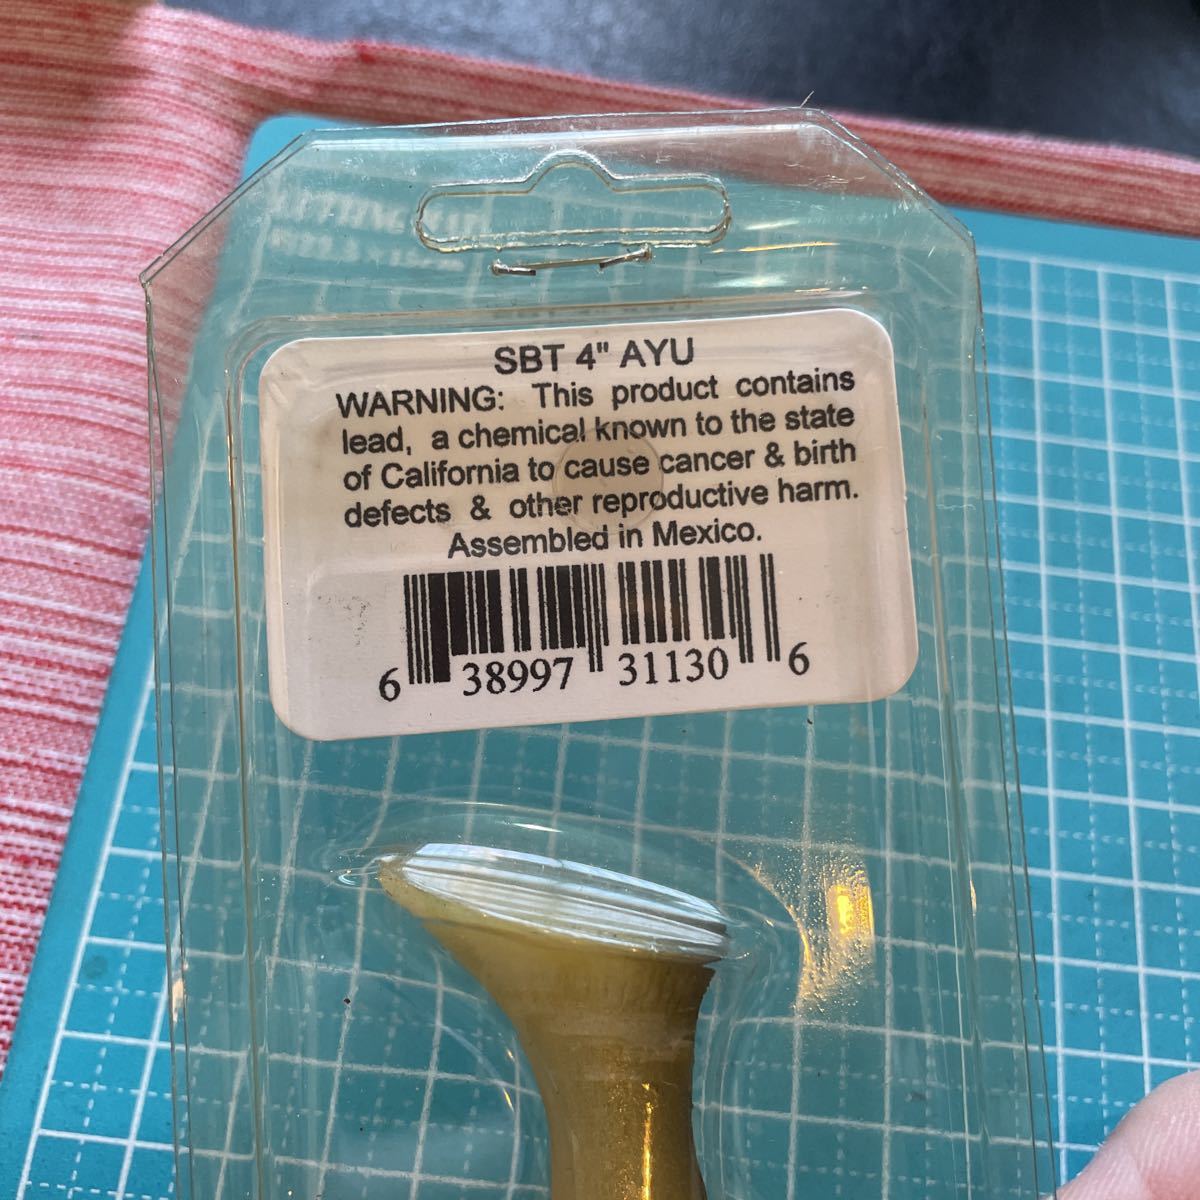 SBT 4" AYU
WARNING: This product contains
lead, a chemical known to the state
of California to cause cancer & birth
defects & other reproductive harm.
Assembled in Mexico.
6 38997 31130 6